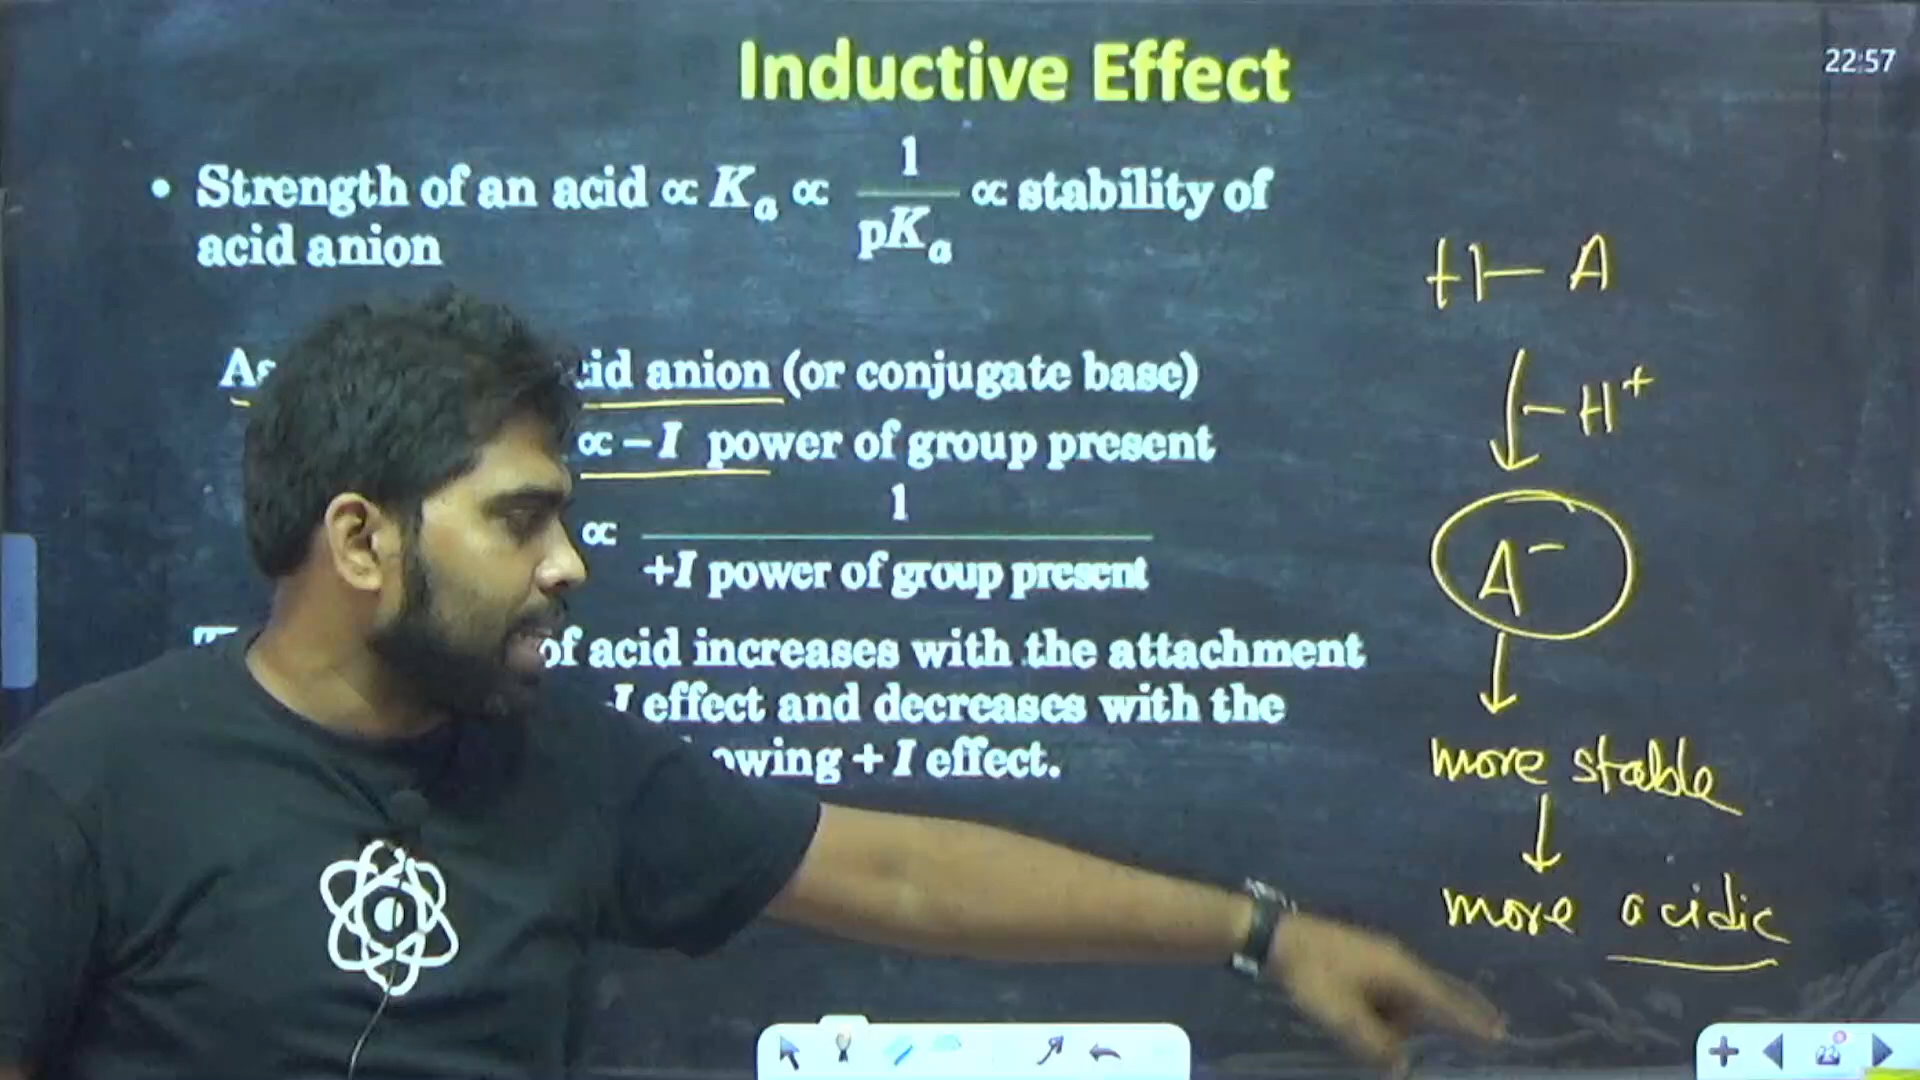 Inductive Effect
22:57
• Strength of an acid ∝ Kₐ ∝ 1/pKₐ ∝ stability of
acid anion
acid anion (or conjugate base)
∝ –I power of group present
∝ 1/+I power of group present
of acid increases with the attachment
-I effect and decreases with the
+ I effect.
H – A
– H⁺
A⁻
more stable
more acidic
+ 22